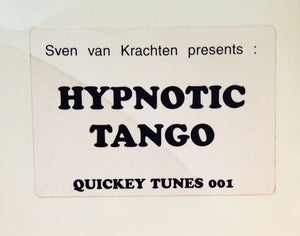 Sven van Krachten presents :
HYPNOTIC
TANGO
QUICKEY TUNES 001